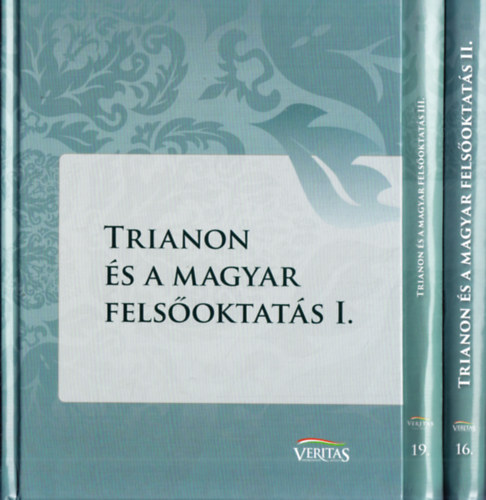 TRIANON
ÉS A MAGYAR
FELSŐOKTATÁS I.
VERITAS
TRIANON ÉS A MAGYAR FELSŐOKTATÁS III.
VERITAS
19.
TRIANON ÉS A MAGYAR FELSŐOKTATÁS II.
VERITAS
16.